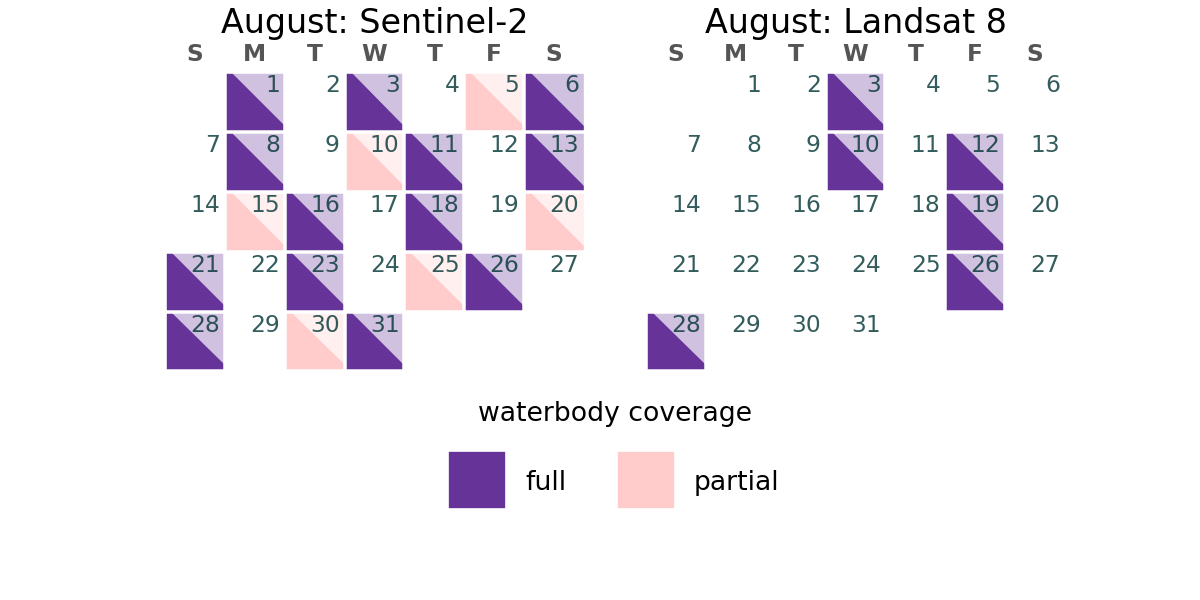 August: Sentinel-2
S M T W T F S
1 2 3 4 5 6
7 8 9 10 11 12 13
14 15 16 17 18 19 20
21 22 23 24 25 26 27
28 29 30 31
August: Landsat 8
S M T W T F S
1 2 3 4 5 6
7 8 9 10 11 12 13
14 15 16 17 18 19 20
21 22 23 24 25 26 27
28 29 30 31
waterbody coverage
full partial